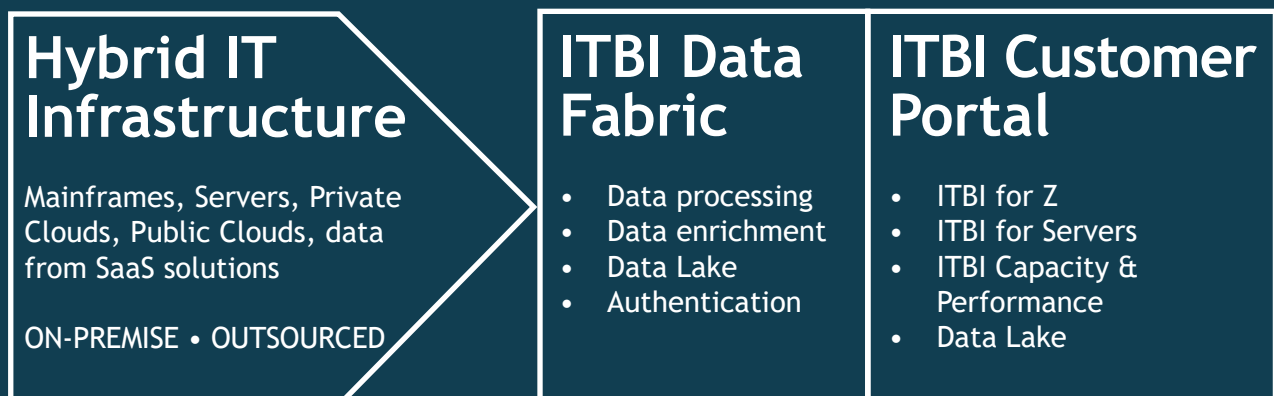 Hybrid IT
Infrastructure
Mainframes, Servers, Private
Clouds, Public Clouds, data
from SaaS solutions
ON-PREMISE • OUTSOURCED
ITBI Data
Fabric
• Data processing
• Data enrichment
• Data Lake
• Authentication
ITBI Customer
Portal
• ITBI for Z
• ITBI for Servers
• ITBI Capacity &
Performance
• Data Lake